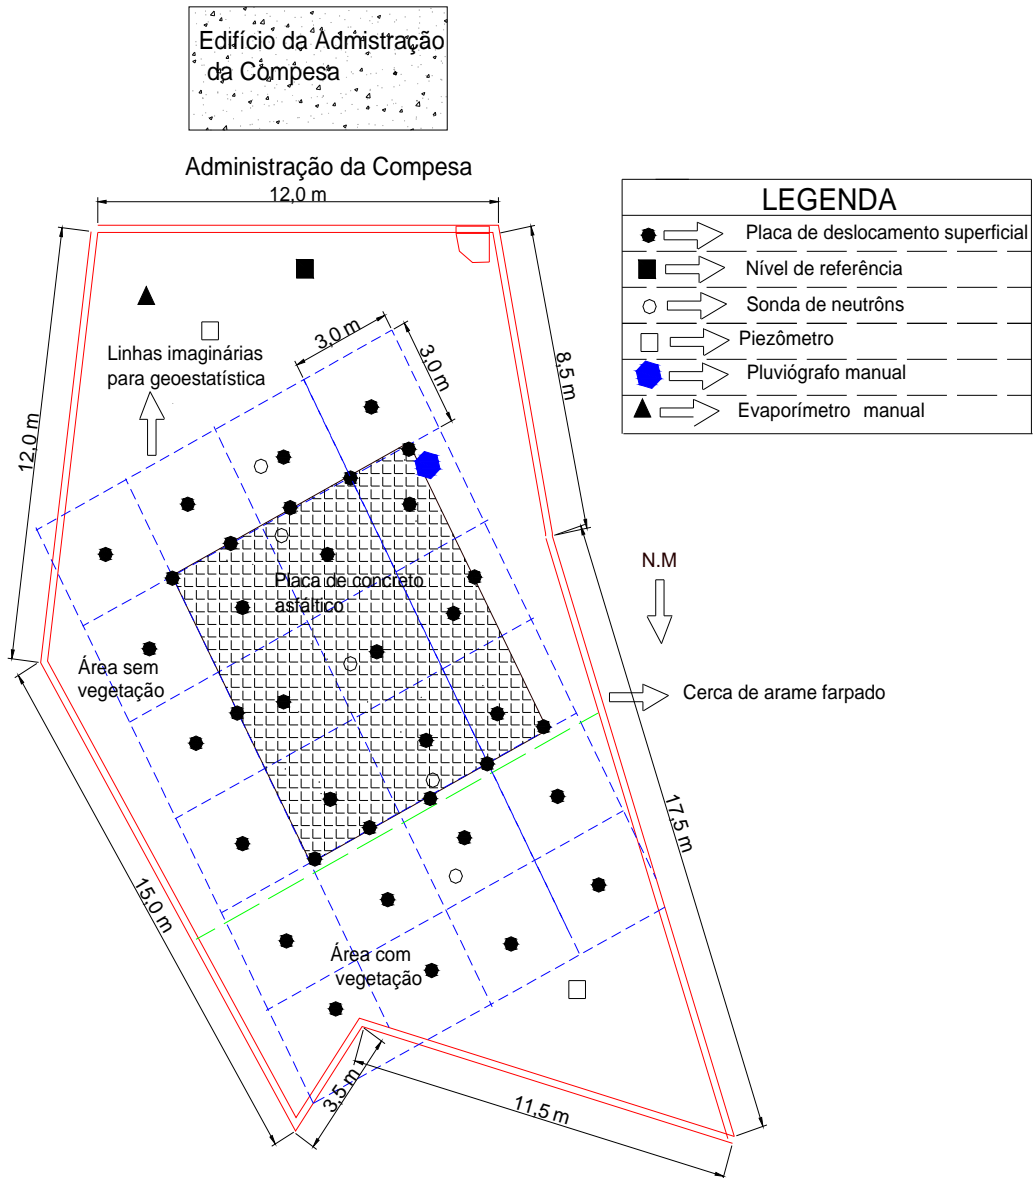 Edifício da Admistração
da Compesa
Administração da Compesa
12,0 m
LEGENDA
Placa de deslocamento superficial
Nível de referência
Sonda de neutrôns
Piezômetro
Pluviógrafo manual
Evaporímetro manual
3,0 m
3,0 m
8,5 m
12,0 m
Linhas imaginárias
para geoestatística
Placa de concreto
asfáltico
N.M
Área sem
vegetação
Cerca de arame farpado
17,5 m
15,0 m
Área com
vegetação
3,5 m
11,5 m